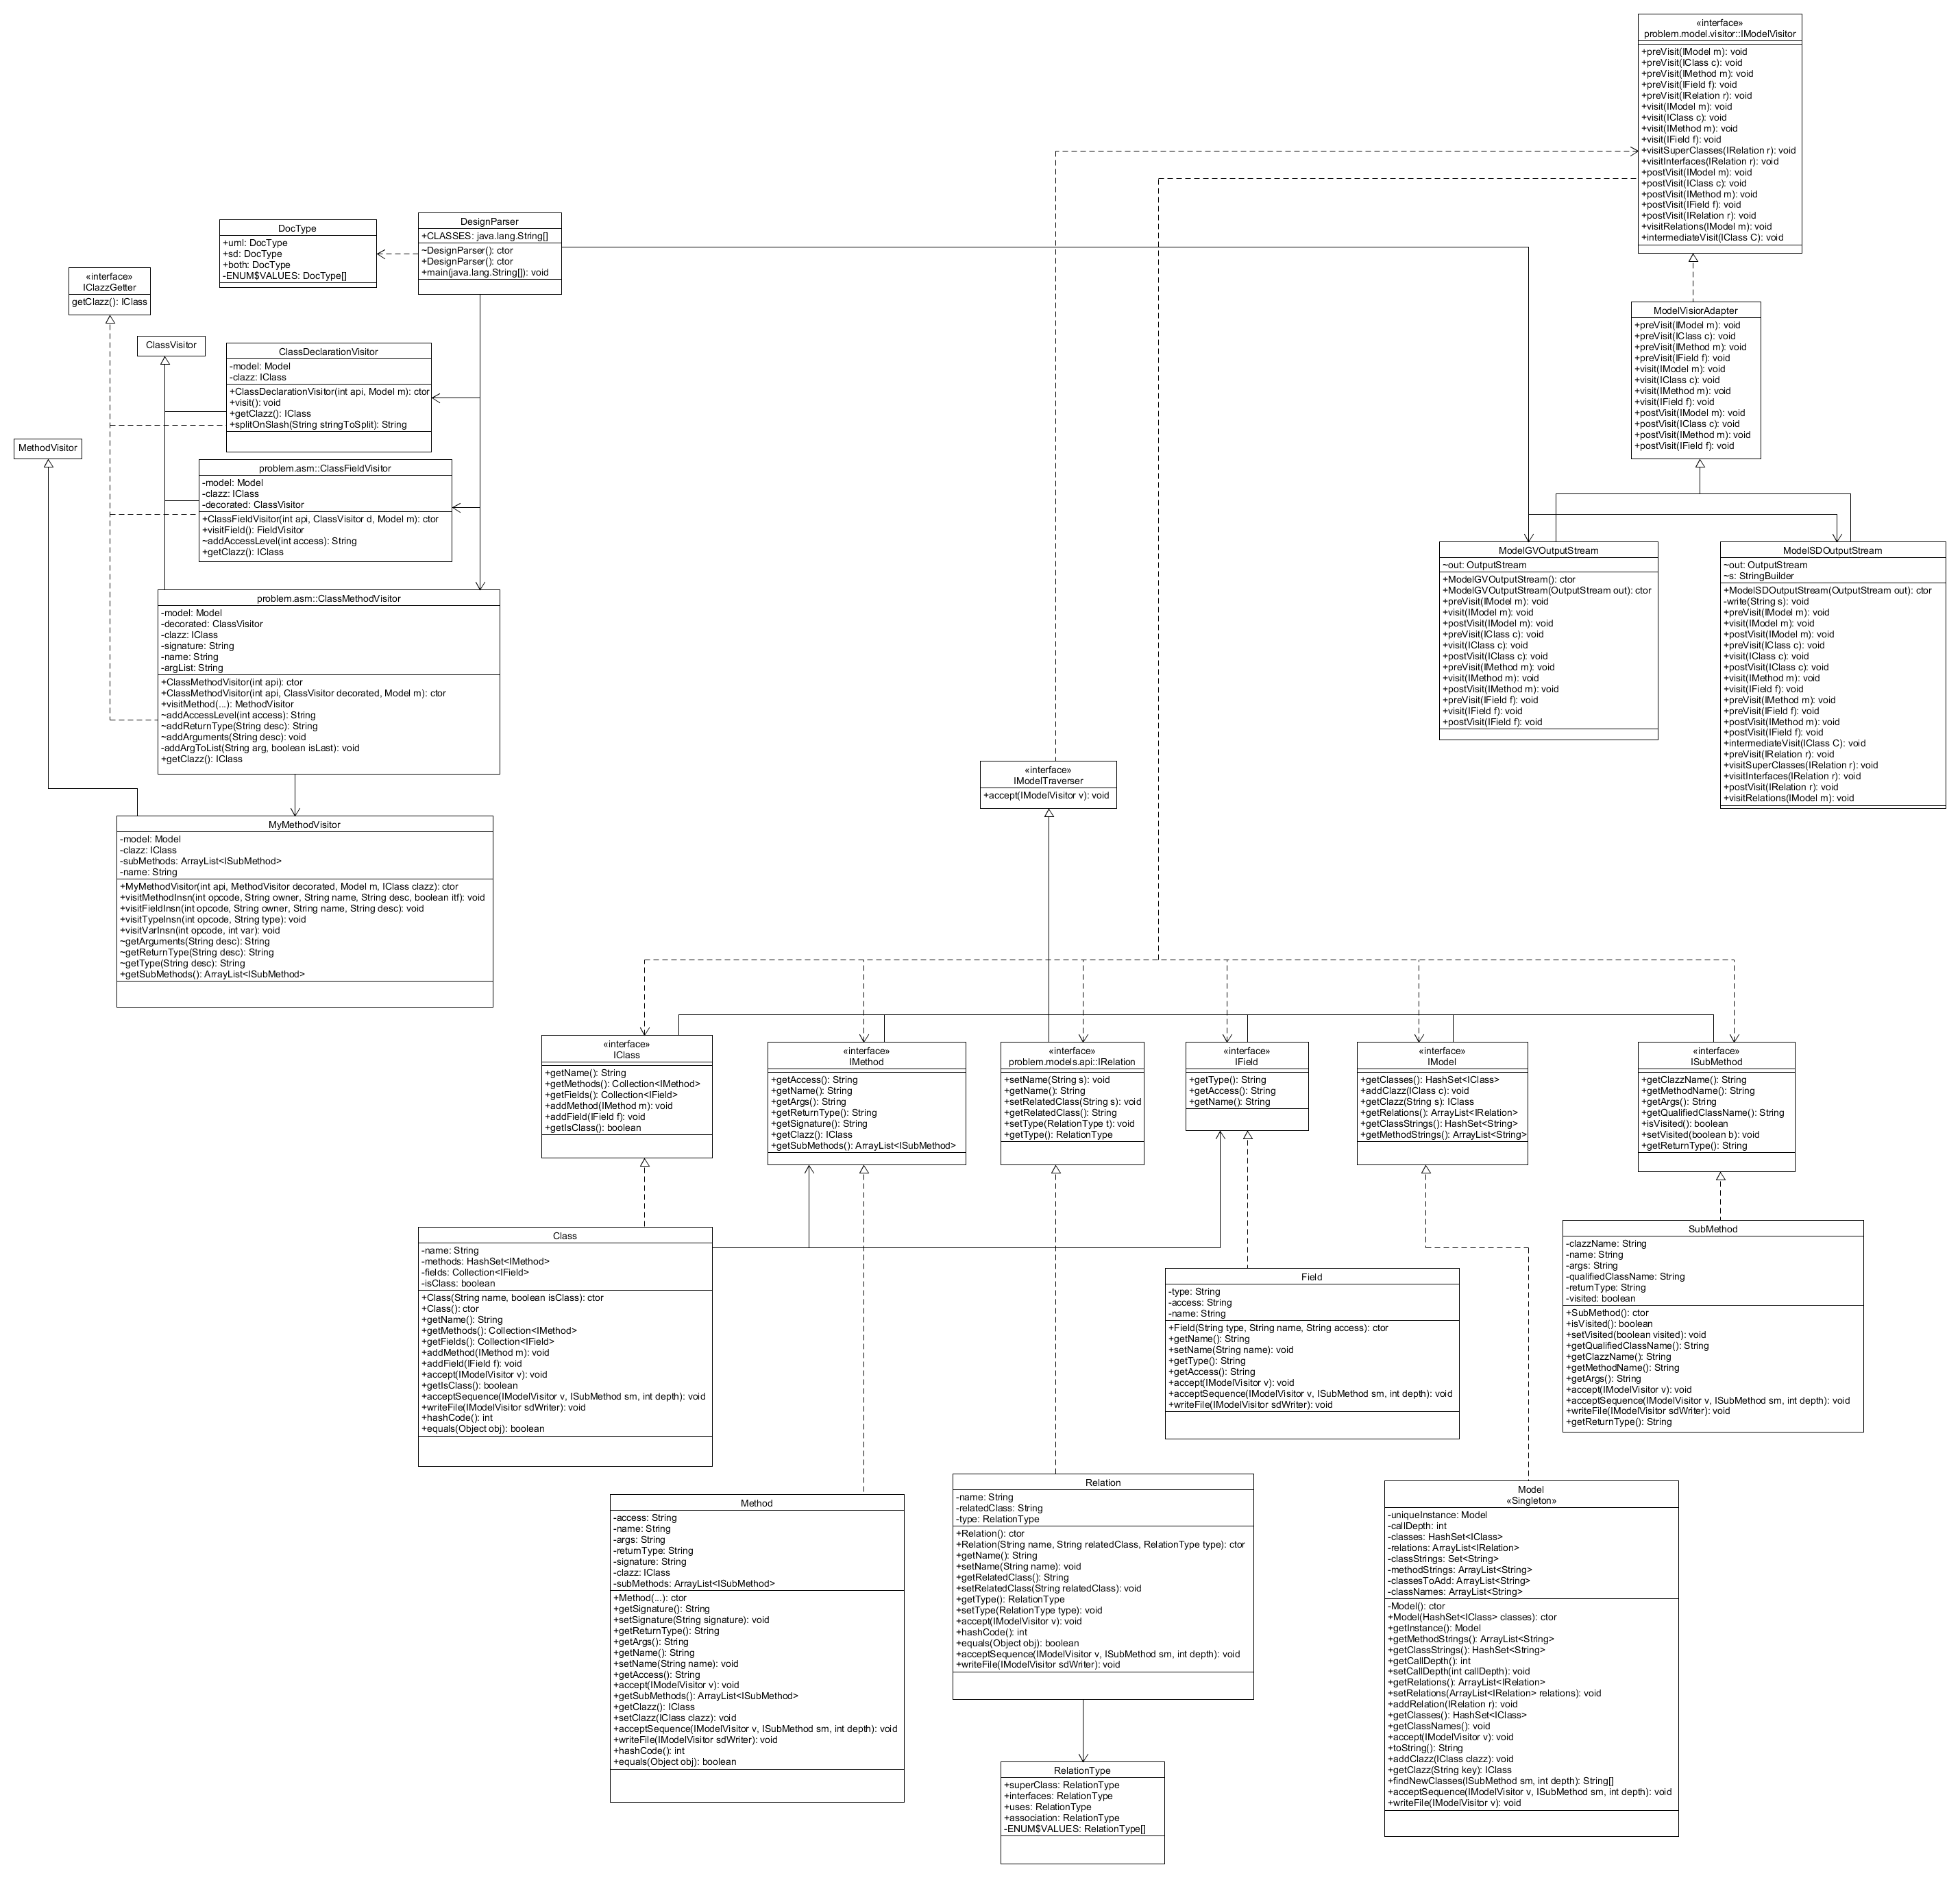 «interface»
problem.model.visitor::IModelVisitor
+preVisit(IModel m): void
+preVisit(IClass c): void
+preVisit(IMethod m): void
+preVisit(IField f): void
+preVisit(IRelation r): void
+visit(IModel m): void
+visit(IClass c): void
+visit(IMethod m): void
+visit(IField f): void
+visitSuperClasses(IRelation r): void
+visitInterfaces(IRelation r): void
+postVisit(IModel m): void
+postVisit(IClass c): void
+postVisit(IMethod m): void
+postVisit(IField f): void
+postVisit(IRelation r): void
+visitRelations(IModel m): void
+intermediateVisit(IClass C): void
DocType
+uml: DocType
+sd: DocType
+both: DocType
-ENUM$VALUES: DocType[]
DesignParser
+CLASSES: java.lang.String[]
~DesignParser(): ctor
+DesignParser(): ctor
+main(java.lang.String[]): void
«interface»
IClazzGetter
getClazz(): IClass
ClassVisitor
ClassDeclarationVisitor
-model: Model
-clazz: IClass
+ClassDeclarationVisitor(int api, Model m): ctor
+visit(): void
+getClazz(): IClass
+splitOnSlash(String stringToSplit): String
MethodVisitor
problem.asm::ClassFieldVisitor
-model: Model
-clazz: IClass
-decorated: ClassVisitor
+ClassFieldVisitor(int api, ClassVisitor d, Model m): ctor
+visitField(): FieldVisitor
~addAccessLevel(int access): String
+getClazz(): IClass
problem.asm::ClassMethodVisitor
-model: Model
-decorated: ClassVisitor
-clazz: IClass
-signature: String
-name: String
-argList: String
+ClassMethodVisitor(int api): ctor
+ClassMethodVisitor(int api, ClassVisitor decorated, Model m): ctor
+visitMethod(...): MethodVisitor
~addAccessLevel(int access): String
~addReturnType(String desc): String
~addArguments(String desc): void
-addArgToList(String arg, boolean isLast): void
+getClazz(): IClass
MyMethodVisitor
-model: Model
-clazz: IClass
-subMethods: ArrayList<ISubMethod>
-name: String
+MyMethodVisitor(int api, MethodVisitor decorated, Model m, IClass clazz): ctor
+visitMethodInsn(int opcode, String owner, String name, String desc, boolean itf): void
+visitFieldInsn(int opcode, String owner, String name, String desc): void
+visitTypeInsn(int opcode, String type): void
+visitVarInsn(int opcode, int var): void
~getArguments(String desc): String
~getReturnType(String desc): String
~getType(String desc): String
+getSubMethods(): ArrayList<ISubMethod>
ModelVisiorAdapter
+preVisit(IModel m): void
+preVisit(IClass c): void
+preVisit(IMethod m): void
+preVisit(IField f): void
+visit(IModel m): void
+visit(IClass c): void
+visit(IMethod m): void
+visit(IField f): void
+postVisit(IModel m): void
+postVisit(IClass c): void
+postVisit(IMethod m): void
+postVisit(IField f): void
ModelGVOutputStream
~out: OutputStream
+ModelGVOutputStream(): ctor
+ModelGVOutputStream(OutputStream out): ctor
+preVisit(IModel m): void
+visit(IModel m): void
+postVisit(IModel m): void
+preVisit(IClass c): void
+visit(IClass c): void
+postVisit(IClass c): void
+preVisit(IMethod m): void
+visit(IMethod m): void
+postVisit(IMethod m): void
+preVisit(IField f): void
+visit(IField f): void
+postVisit(IField f): void
ModelSDOutputStream
~out: OutputStream
~s: StringBuilder
+ModelSDOutputStream(OutputStream out): ctor
-write(String s): void
+preVisit(IModel m): void
+visit(IModel m): void
+postVisit(IModel m): void
+preVisit(IClass c): void
+visit(IClass c): void
+postVisit(IClass c): void
+visit(IMethod m): void
+visit(IField f): void
+preVisit(IMethod m): void
+preVisit(IField f): void
+postVisit(IMethod m): void
+postVisit(IField f): void
+intermediateVisit(IClass C): void
+preVisit(IRelation r): void
+visitSuperClasses(IRelation r): void
+visitInterfaces(IRelation r): void
+postVisit(IRelation r): void
+visitRelations(IModel m): void
«interface»
IModelTraverser
+accept(IModelVisitor v): void
«interface»
IClass
+getName(): String
+getMethods(): Collection<IMethod>
+getFields(): Collection<IField>
+addMethod(IMethod m): void
+addField(IField f): void
+getIsClass(): boolean
«interface»
IMethod
+getAccess(): String
+getName(): String
+getArgs(): String
+getReturnType(): String
+getSignature(): String
+getClazz(): IClass
+getSubMethods(): ArrayList<ISubMethod>
«interface»
problem.models.api::IRelation
+setName(String s): void
+getName(): String
+setRelatedClass(String s): void
+getRelatedClass(): String
+setType(RelationType t): void
+getType(): RelationType
«interface»
IField
+getType(): String
+getAccess(): String
+getName(): String
«interface»
IModel
+getClasses(): HashSet<IClass>
+addClazz(IClass c): void
+getClazz(String s): IClass
+getRelations(): ArrayList<IRelation>
+getClassStrings(): HashSet<String>
+getMethodStrings(): ArrayList<String>
«interface»
ISubMethod
+getClazzName(): String
+getMethodName(): String
+getArgs(): String
+getQualifiedClassName(): String
+isVisited(): boolean
+setVisited(boolean b): void
+getReturnType(): String
Class
-name: String
-methods: HashSet<IMethod>
-fields: Collection<IField>
-isClass: boolean
+Class(String name, boolean isClass): ctor
+Class(): ctor
+getName(): String
+getMethods(): Collection<IMethod>
+getFields(): Collection<IField>
+addMethod(IMethod m): void
+addField(IField f): void
+accept(IModelVisitor v): void
+getIsClass(): boolean
+acceptSequence(IModelVisitor v, ISubMethod sm, int depth): void
+writeFile(IModelVisitor sdWriter): void
+hashCode(): int
+equals(Object obj): boolean
Field
-type: String
-access: String
-name: String
+Field(String type, String name, String access): ctor
+getName(): String
+setName(String name): void
+getType(): String
+getAccess(): String
+accept(IModelVisitor v): void
+acceptSequence(IModelVisitor v, ISubMethod sm, int depth): void
+writeFile(IModelVisitor sdWriter): void
SubMethod
-clazzName: String
-name: String
-args: String
-qualifiedClassName: String
-returnType: String
-visited: boolean
+SubMethod(): ctor
+isVisited(): boolean
+setVisited(boolean visited): void
+getQualifiedClassName(): String
+getClazzName(): String
+getMethodName(): String
+getArgs(): String
+accept(IModelVisitor v): void
+acceptSequence(IModelVisitor v, ISubMethod sm, int depth): void
+writeFile(IModelVisitor sdWriter): void
+getReturnType(): String
Method
-access: String
-name: String
-args: String
-returnType: String
-signature: String
-clazz: IClass
-subMethods: ArrayList<ISubMethod>
+Method(...): ctor
+getSignature(): String
+setSignature(String signature): void
+getReturnType(): String
+getArgs(): String
+getName(): String
+setName(String name): void
+getAccess(): String
+accept(IModelVisitor v): void
+getSubMethods(): ArrayList<ISubMethod>
+getClazz(): IClass
+setClazz(IClass clazz): void
+acceptSequence(IModelVisitor v, ISubMethod sm, int depth): void
+writeFile(IModelVisitor sdWriter): void
+hashCode(): int
+equals(Object obj): boolean
Relation
-name: String
-relatedClass: String
-type: RelationType
+Relation(): ctor
+Relation(String name, String relatedClass, RelationType type): ctor
+getName(): String
+setName(String name): void
+getRelatedClass(): String
+setRelatedClass(String relatedClass): void
+getType(): RelationType
+setType(RelationType type): void
+accept(IModelVisitor v): void
+hashCode(): int
+equals(Object obj): boolean
+acceptSequence(IModelVisitor v, ISubMethod sm, int depth): void
+writeFile(IModelVisitor sdWriter): void
Model
«Singleton»
-uniqueInstance: Model
-callDepth: int
-classes: HashSet<IClass>
-relations: ArrayList<IRelation>
-classStrings: Set<String>
-methodStrings: ArrayList<String>
-classesToAdd: ArrayList<String>
-classNames: ArrayList<String>
-Model(): ctor
+Model(HashSet<IClass> classes): ctor
+getInstance(): Model
+getMethodStrings(): ArrayList<String>
+getClassStrings(): HashSet<String>
+getCallDepth(): int
+setCallDepth(int callDepth): void
+getRelations(): ArrayList<IRelation>
+setRelations(ArrayList<IRelation> relations): void
+addRelation(IRelation r): void
+getClasses(): HashSet<IClass>
+getClassNames(): void
+accept(IModelVisitor v): void
+toString(): String
+addClazz(IClass clazz): void
+getClazz(String key): IClass
+findNewClasses(ISubMethod sm, int depth): String[]
+acceptSequence(IModelVisitor v, ISubMethod sm, int depth): void
+writeFile(IModelVisitor v): void
RelationType
+superClass: RelationType
+interfaces: RelationType
+uses: RelationType
+association: RelationType
-ENUM$VALUES: RelationType[]